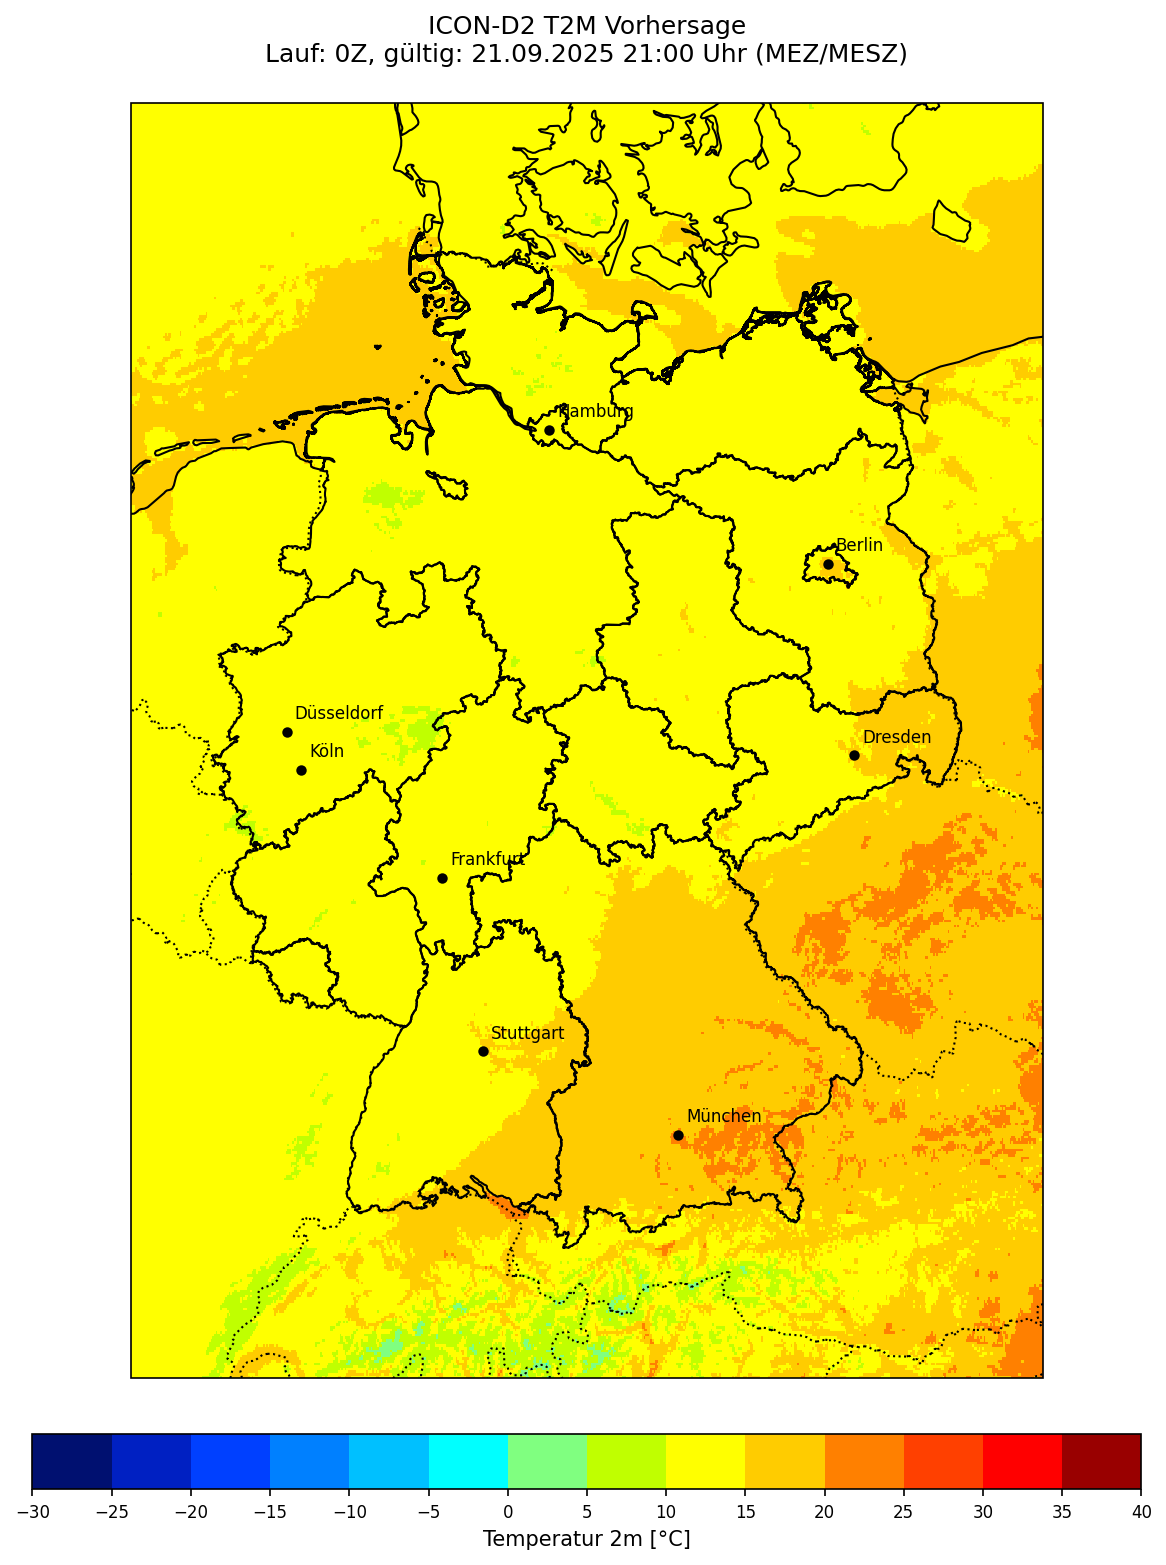 ICON-D2 T2M Vorhersage
Lauf: 0Z, gültig: 21.09.2025 21:00 Uhr (MEZ/MESZ)
Hamburg
Berlin
Düsseldorf
Dresden
Köln
Frankfurt
Stuttgart
München
−30 −25 −20 −15 −10 −5 0 5 10 15 20 25 30 35 40
Temperatur 2m [°C]